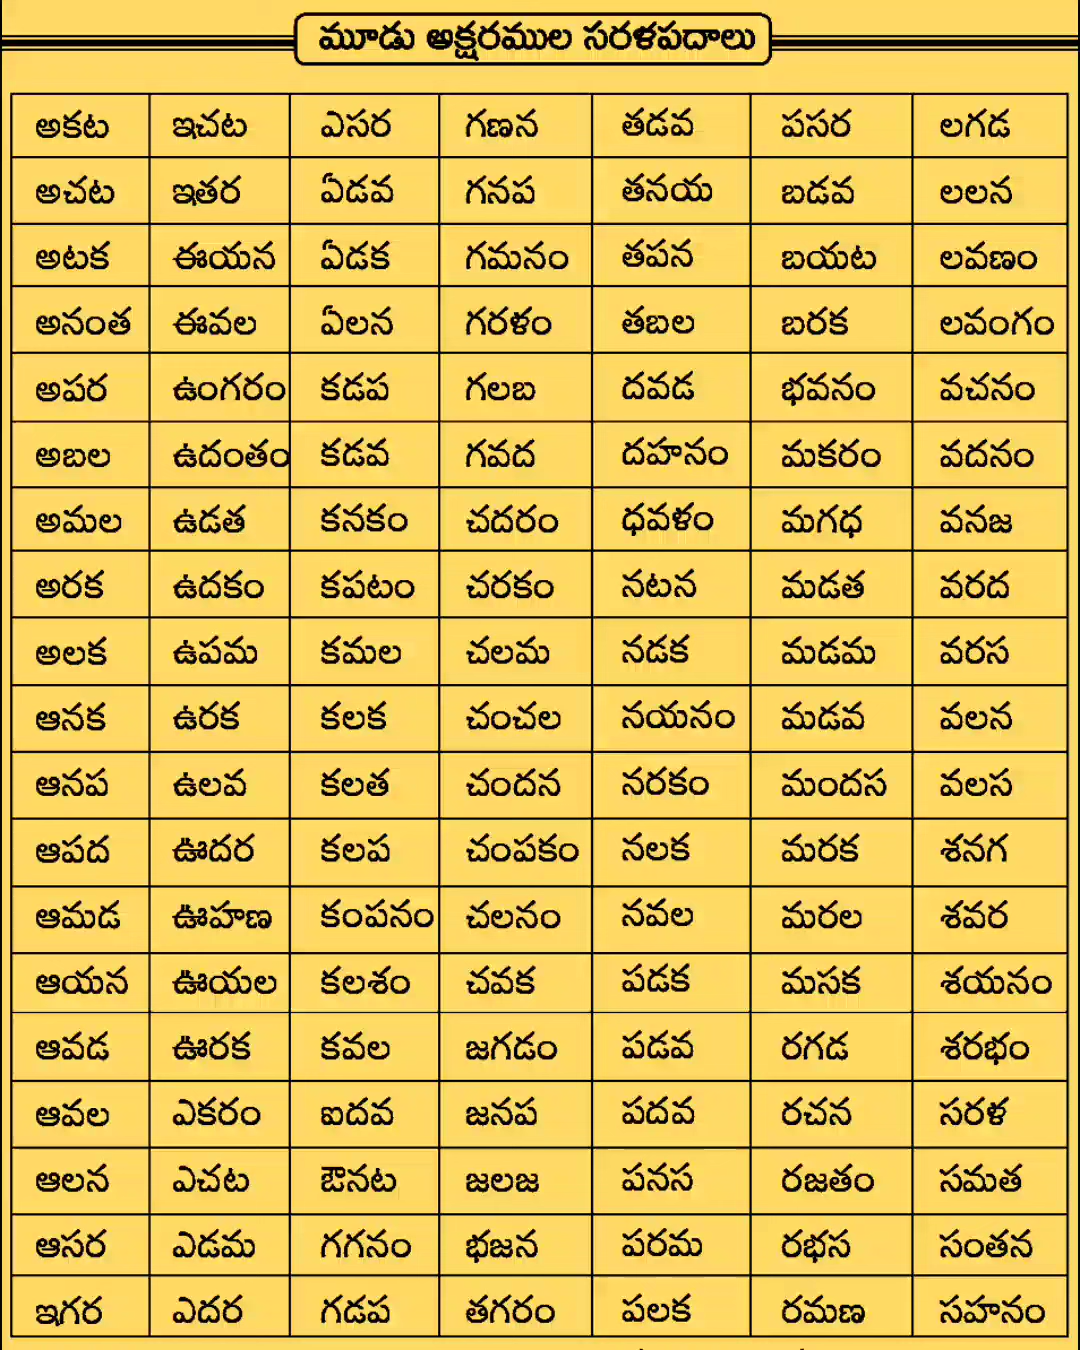 మూడు అక్షరముల సరళపదాలు
అకట ఇచట ఎసర గణన తడవ పసర లగడ
అచట ఇతర ఏడవ గనప తనయ బడవ లలన
అటక ఈయన ఏడక గమనం తపన బయట లవణం
అనంత ఈవల ఏలన గరళం తబల బరక లవంగం
అపర ఉంగరం కడప గలబ దవడ భవనం వచనం
అబల ఉదంతం కడవ గవద దహనం మకరం వదనం
అమల ఉడత కనకం చదరం ధవళం మగధ వనజ
అరక ఉదకం కపటం చరకం నటన మడత వరద
అలక ఉపమ కమల చలమ నడక మడమ వరస
ఆనక ఉరక కలక చంచల నయనం మడవ వలన
ఆనప ఉలవ కలత చందన నరకం మందస వలస
ఆపద ఊదర కలప చంపకం నలక మరక శనగ
ఆమడ ఊహణ కంపనం చలనం నవల మరల శవర
ఆయన ఊయల కలశం చవక పడక మసక శయనం
ఆవడ ఊరక కవల జగడం పడవ రగడ శరభం
ఆవల ఎకరం ఐదవ జనప పదవ రచన సరళ
ఆలన ఎచట ఔనట జలజ పనస రజతం సమత
ఆసర ఎడమ గగనం భజన పరమ రభస సంతన
ఇగర ఎదర గడప తగరం పలక రమణ సహనం